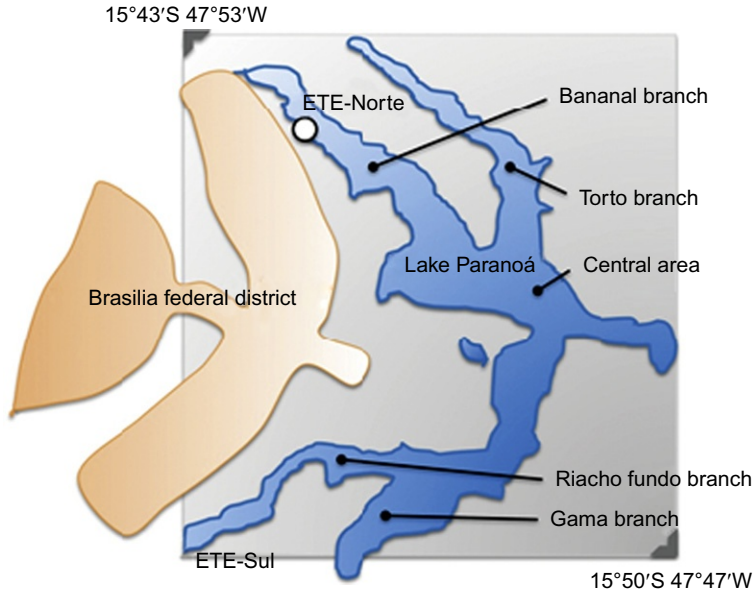 15°43′S 47°53′W
ETE-Norte
Bananal branch
Torto branch
Lake Paranoá
Central area
Brasilia federal district
Riacho fundo branch
Gama branch
ETE-Sul
15°50′S 47°47′W